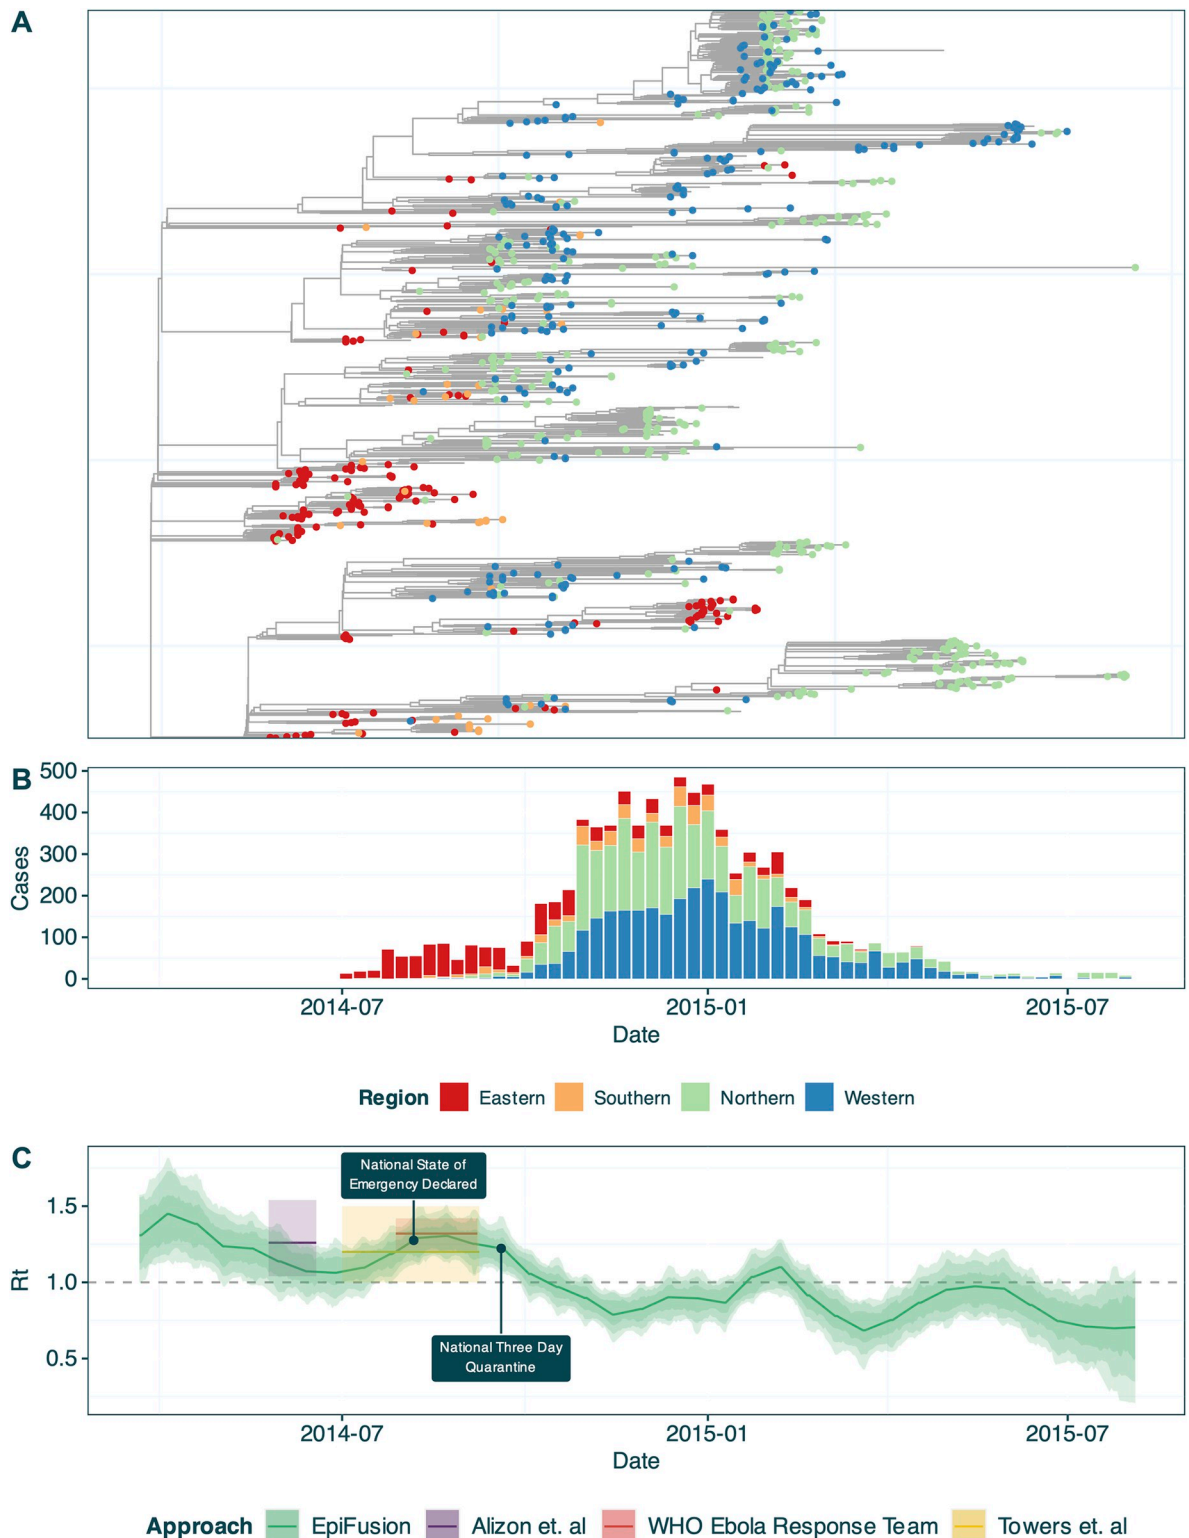 A
B
500
400
300
200
100
0
Cases
2014-07
2015-01
2015-07
Date
Region
Eastern
Southern
Northern
Western
C
National State of
Emergency Declared
1.5
1.0
0.5
Rt
National Three Day
Quarantine
2014-07
2015-01
2015-07
Date
Approach
EpiFusion
Alizon et. al
WHO Ebola Response Team
Towers et. al